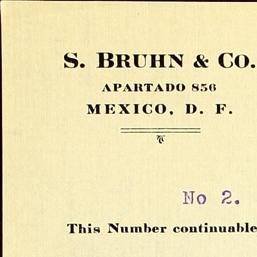 S. BRUHN & CO.
APARTADO 856
MEXICO, D. F.
No 2.
This Number continuable